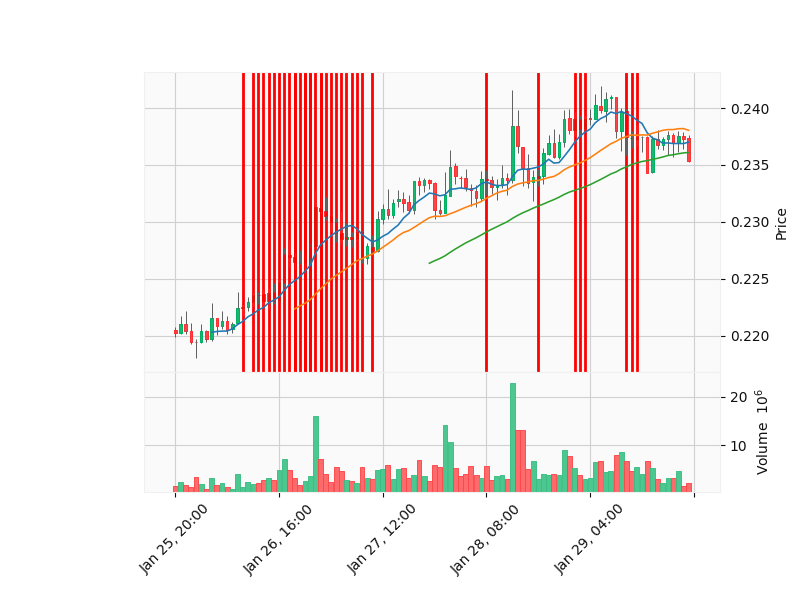 0.240
0.235
0.230
0.225
0.220
Price
20
10
Volume 10^6
Jan 25, 20:00
Jan 26, 16:00
Jan 27, 12:00
Jan 28, 08:00
Jan 29, 04:00